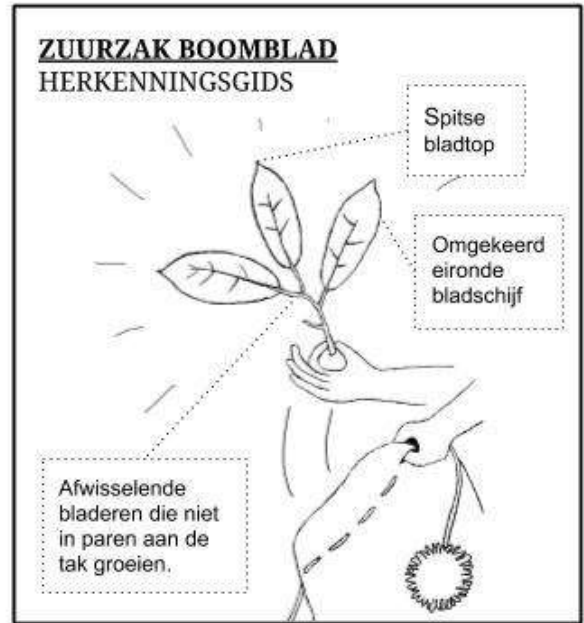 ZUURZAK BOOMBLAD
HERKENNINGSGIDS
Spitse
bladtop
Omgekeerd
eironde
bladschijf
Afwisselende
bladeren die niet
in paren aan de
tak groeien.